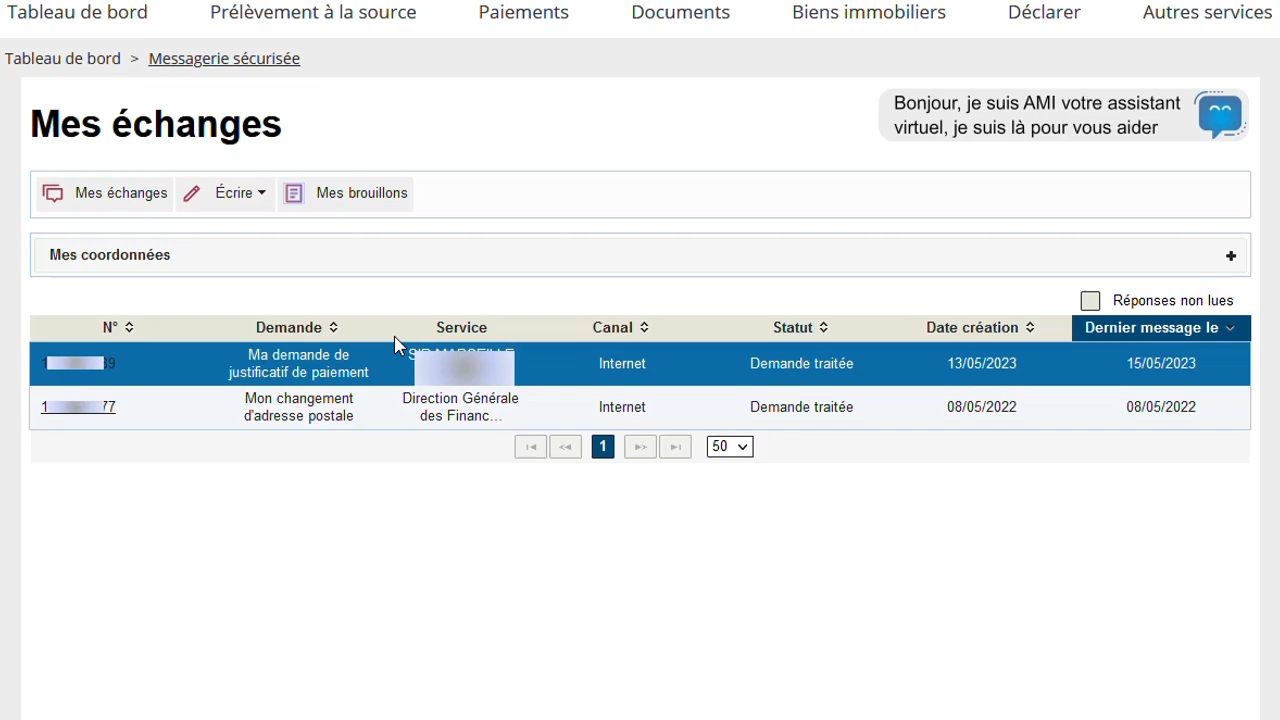 Tableau de bord Prélèvement à la source Paiements Documents Biens immobiliers Déclarer Autres services
Tableau de bord > Messagerie sécurisée
Mes échanges
Bonjour, je suis AMI votre assistant
virtuel, je suis là pour vous aider
Mes échanges Écrire Mes brouillons
Mes coordonnées +
Réponses non lues
N° Demande Service Canal Statut Date création Dernier message le
Ma demande de
justificatif de paiement Internet Demande traitée 13/05/2023 15/05/2023
Mon changement
d'adresse postale Direction Générale
des Financ... Internet Demande traitée 08/05/2022 08/05/2022
1 50